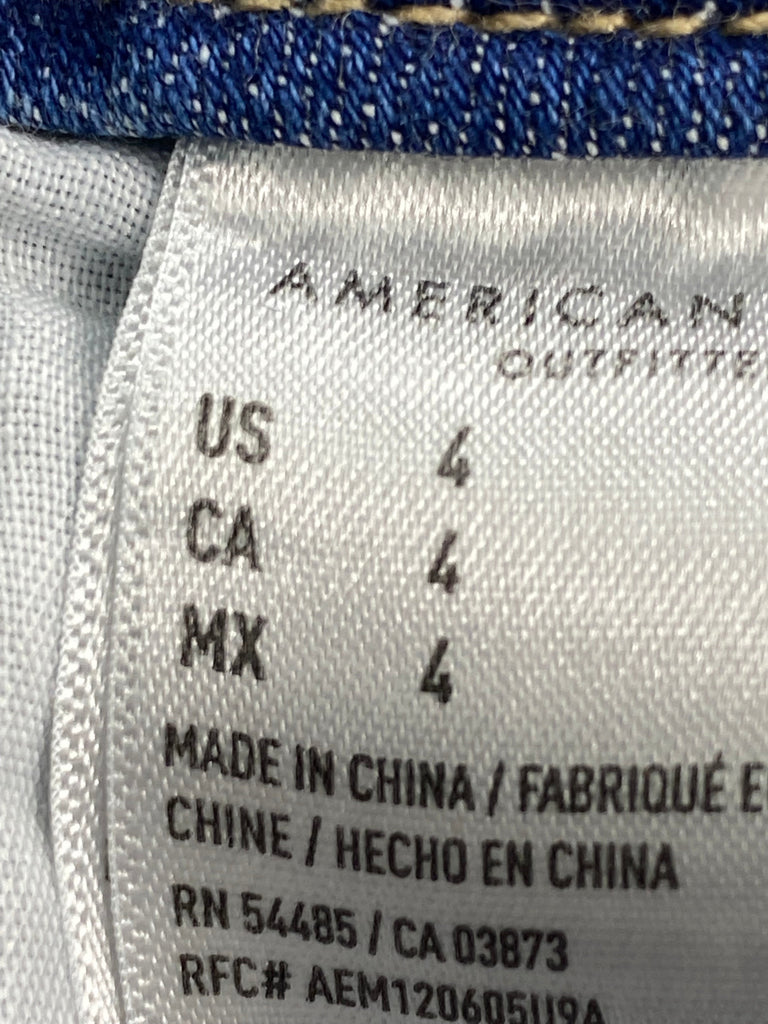 AMERICAN
OUTFITTE
US 4
CA 4
MX 4
MADE IN CHINA / FABRIQUÉ E
CHINE / HECHO EN CHINA
RN 54485 / CA 03873
RFC# AEM120605U9A